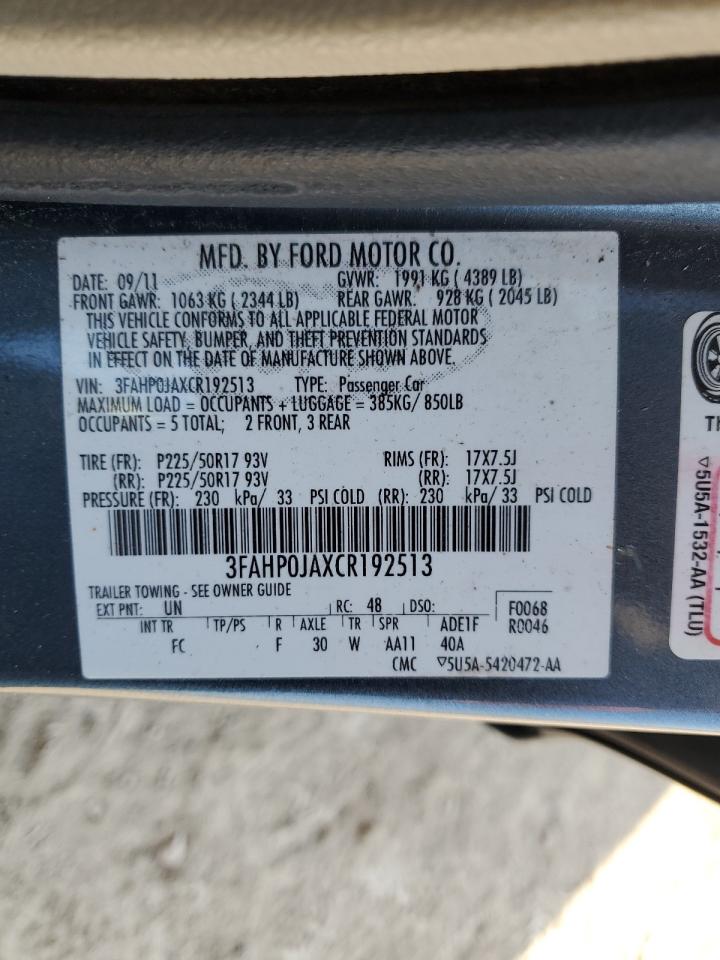 MFD. BY FORD MOTOR CO.
DATE: 09/11 GVWR: 1991 KG ( 4389 LB)
FRONT GAWR: 1063 KG ( 2344 LB) REAR GAWR: 928 KG ( 2045 LB)
THIS VEHICLE CONFORMS TO ALL APPLICABLE FEDERAL MOTOR
VEHICLE SAFETY, BUMPER, AND THEFT PREVENTION STANDARDS
IN EFFECT ON THE DATE OF MANUFACTURE SHOWN ABOVE.
VIN: 3FAHP0JAXCR192513 TYPE: Passenger Car
MAXIMUM LOAD = OCCUPANTS + LUGGAGE = 385KG/ 850LB
OCCUPANTS = 5 TOTAL; 2 FRONT, 3 REAR
TIRE (FR): P225/50R17 93V RIMS (FR): 17X7.5J
(RR): P225/50R17 93V (RR): 17X7.5J
PRESSURE (FR): 230 kPa/ 33 PSI COLD (RR): 230 kPa/ 33 PSI COLD
3FAHP0JAXCR192513
TRAILER TOWING - SEE OWNER GUIDE
EXT PNT: UN RC: 48 DSO: F0068
INT TR TP/PS R AXLE TR SPR ADE1F R0046
FC F 30 W AA11 40A
CMC ▽5U5A-5420472-AA
TH
▽5U5A-1532-AA (TLU)